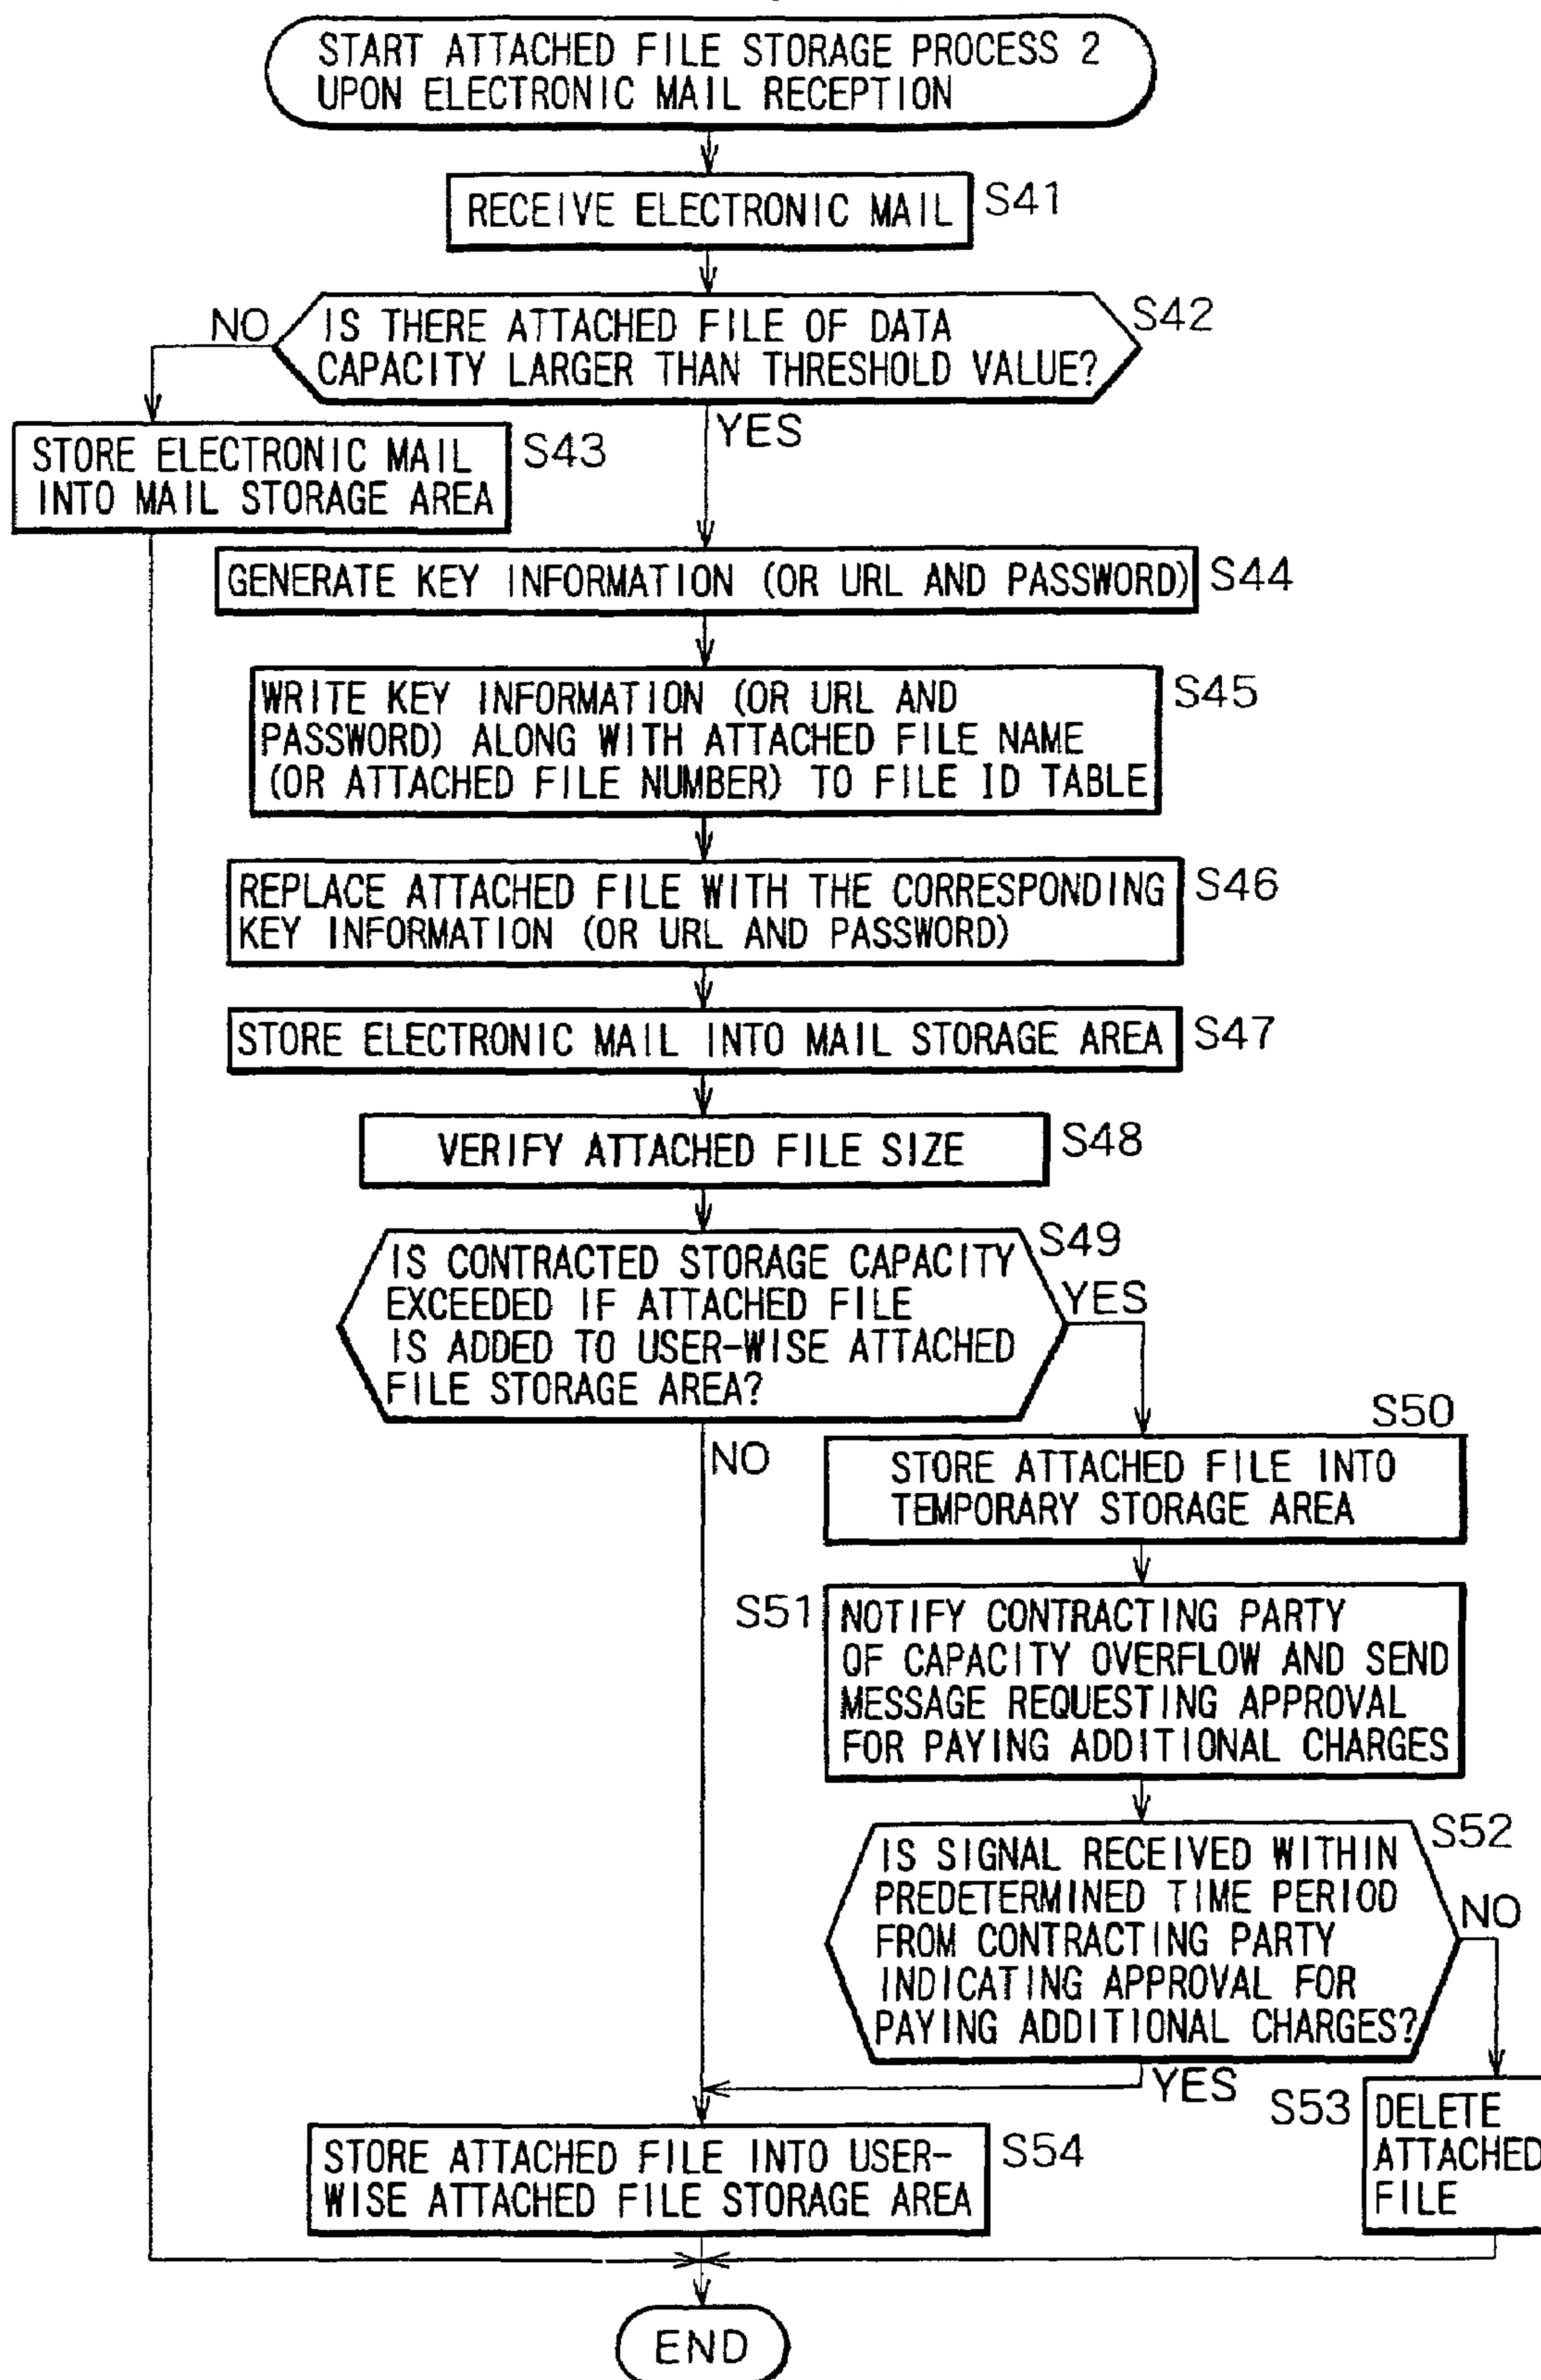 START ATTACHED FILE STORAGE PROCESS 2
UPON ELECTRONIC MAIL RECEPTION
RECEIVE ELECTRONIC MAIL
S41
IS THERE ATTACHED FILE OF DATA
CAPACITY LARGER THAN THRESHOLD VALUE?
S42
NO
YES
STORE ELECTRONIC MAIL
INTO MAIL STORAGE AREA
S43
GENERATE KEY INFORMATION (OR URL AND PASSWORD)
S44
WRITE KEY INFORMATION (OR URL AND
PASSWORD) ALONG WITH ATTACHED FILE NAME
(OR ATTACHED FILE NUMBER) TO FILE ID TABLE
S45
REPLACE ATTACHED FILE WITH THE CORRESPONDING
KEY INFORMATION (OR URL AND PASSWORD)
S46
STORE ELECTRONIC MAIL INTO MAIL STORAGE AREA
S47
VERIFY ATTACHED FILE SIZE
S48
IS CONTRACTED STORAGE CAPACITY
EXCEEDED IF ATTACHED FILE
IS ADDED TO USER-WISE ATTACHED
FILE STORAGE AREA?
S49
YES
NO
S50
STORE ATTACHED FILE INTO
TEMPORARY STORAGE AREA
S51
NOTIFY CONTRACTING PARTY
OF CAPACITY OVERFLOW AND SEND
MESSAGE REQUESTING APPROVAL
FOR PAYING ADDITIONAL CHARGES
S52
IS SIGNAL RECEIVED WITHIN
PREDETERMINED TIME PERIOD
FROM CONTRACTING PARTY
INDICATING APPROVAL FOR
PAYING ADDITIONAL CHARGES?
NO
YES
S53
DELETE
ATTACHED
FILE
STORE ATTACHED FILE INTO USER-
WISE ATTACHED FILE STORAGE AREA
S54
END